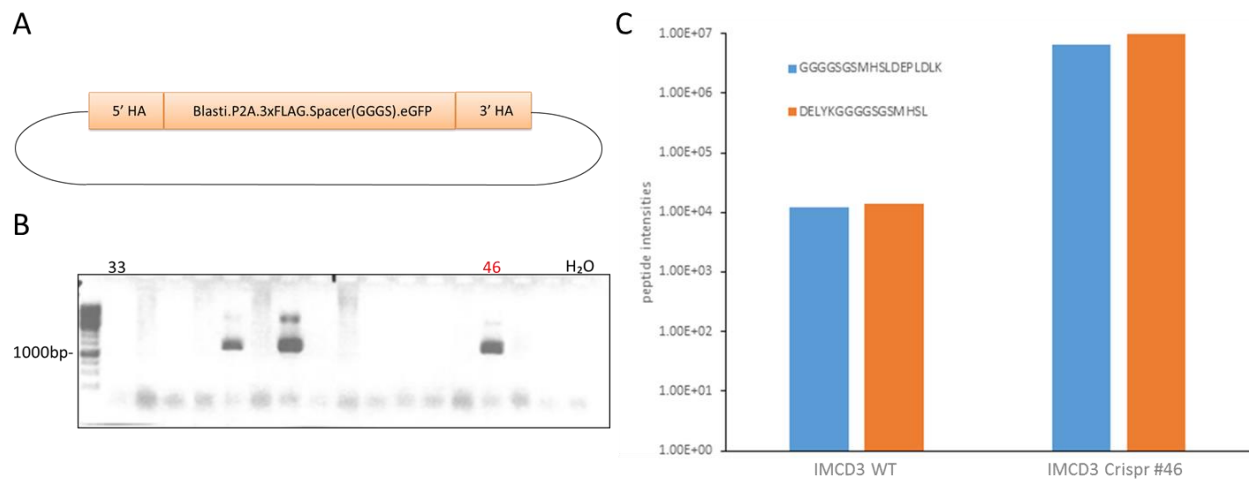 A
5' HA
Blasti.P2A.3xFLAG.Spacer(GGGS).eGFP
3' HA
B
33
46
H₂O
1000bp-
C
1.00E+07
1.00E+06
1.00E+05
1.00E+04
1.00E+03
1.00E+02
1.00E+01
1.00E+00
peptide intensities
GGGGSGSMHSLDEPLDLK
DELYKGGGGSGSMHSL
IMCD3 WT
IMCD3 Crispr #46